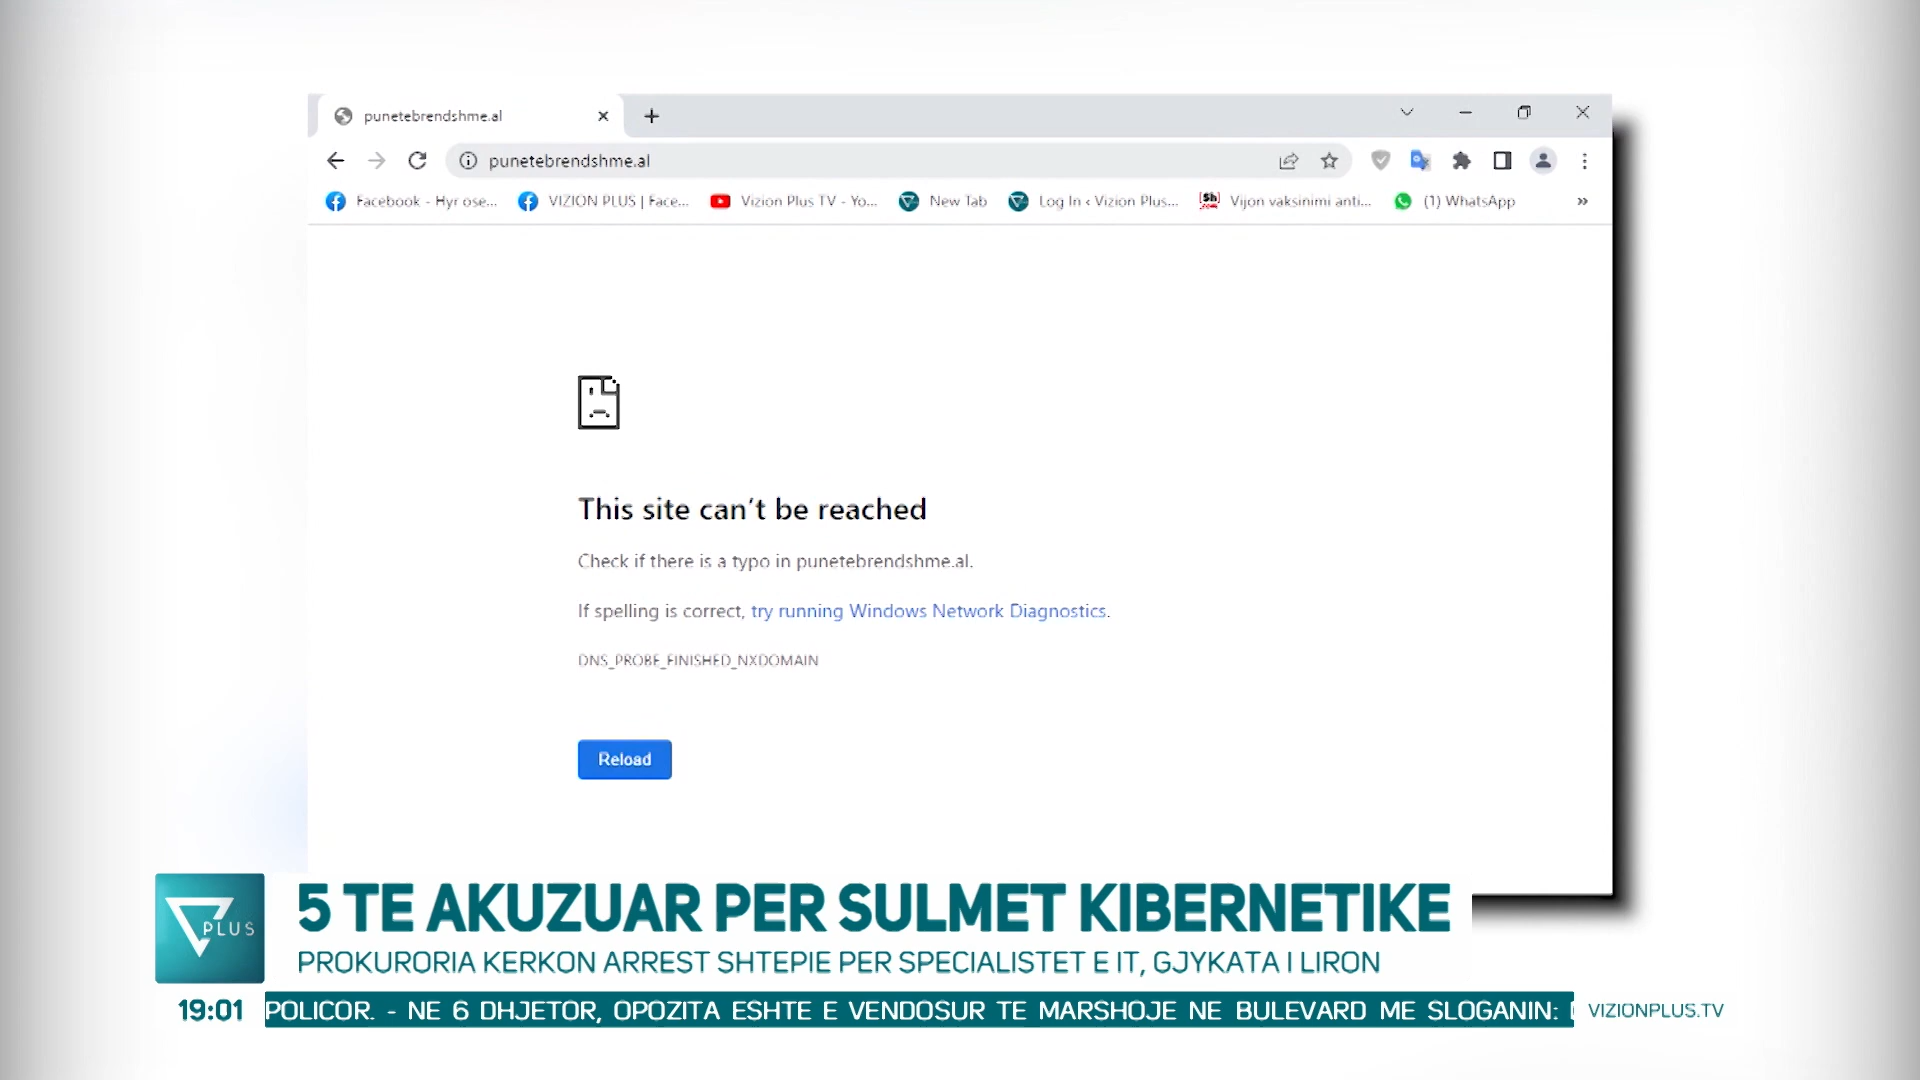 punetebrendshme.al
punetebrendshme.al
Facebook - Hyr ose... VIZION PLUS | Face... Vizion Plus TV - Yo... New Tab Log In ‹ Vizion Plus... Sh Vijon vaksinimi anti... (1) WhatsApp »
This site can't be reached
Check if there is a typo in punetebrendshme.al.
If spelling is correct, try running Windows Network Diagnostics.
DNS_PROBE_FINISHED_NXDOMAIN
Reload
PLUS
5 TE AKUZUAR PER SULMET KIBERNETIKE
PROKURORIA KERKON ARREST SHTEPIE PER SPECIALISTET E IT, GJYKATA I LIRON
19:01 POLICOR. - NE 6 DHJETOR, OPOZITA ESHTE E VENDOSUR TE MARSHOJE NE BULEVARD ME SLOGANIN: VIZIONPLUS.TV